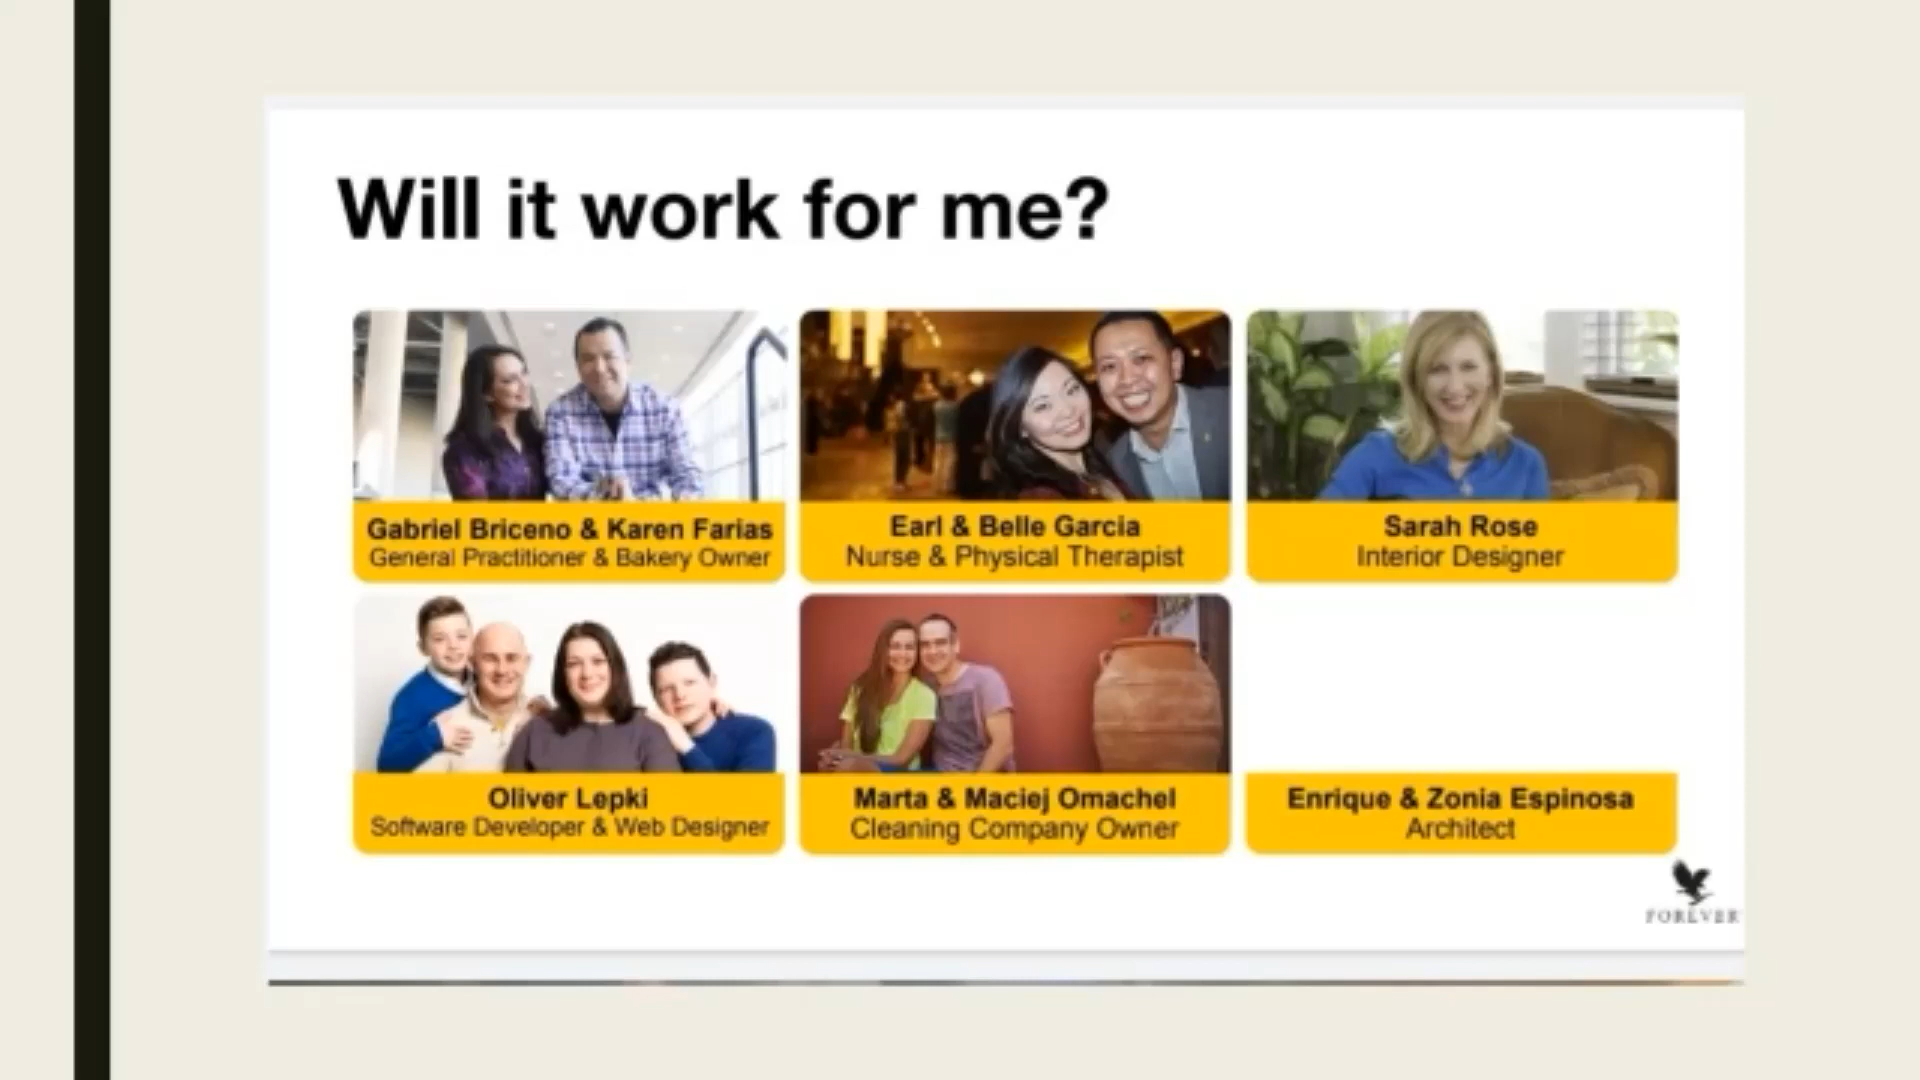 Will it work for me?
Gabriel Briceno & Karen Farias
General Practitioner & Bakery Owner
Earl & Belle Garcia
Nurse & Physical Therapist
Sarah Rose
Interior Designer
Oliver Lepki
Software Developer & Web Designer
Marta & Maciej Omachel
Cleaning Company Owner
Enrique & Zonia Espinosa
Architect
FOREVER